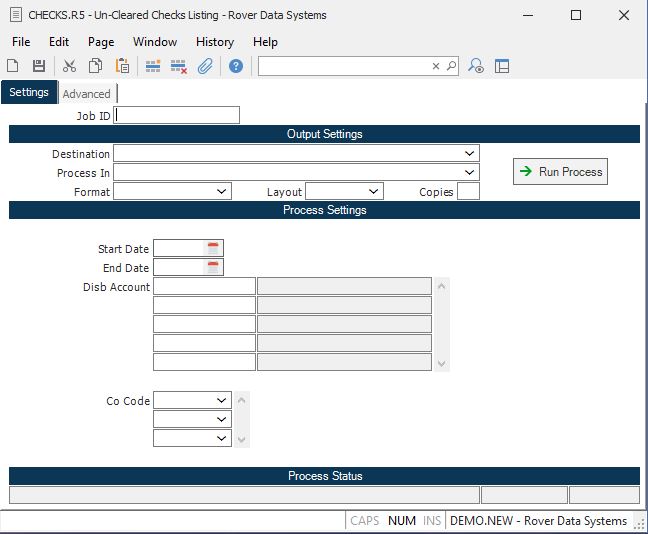 CHECKS.R5 - Un-Cleared Checks Listing - Rover Data Systems
File Edit Page Window History Help
Settings Advanced
Job ID
Output Settings
Destination
Process In
Run Process
Format Layout Copies
Process Settings
Start Date
End Date
Disb Account
Co Code
Process Status
CAPS NUM INS DEMO.NEW - Rover Data Systems